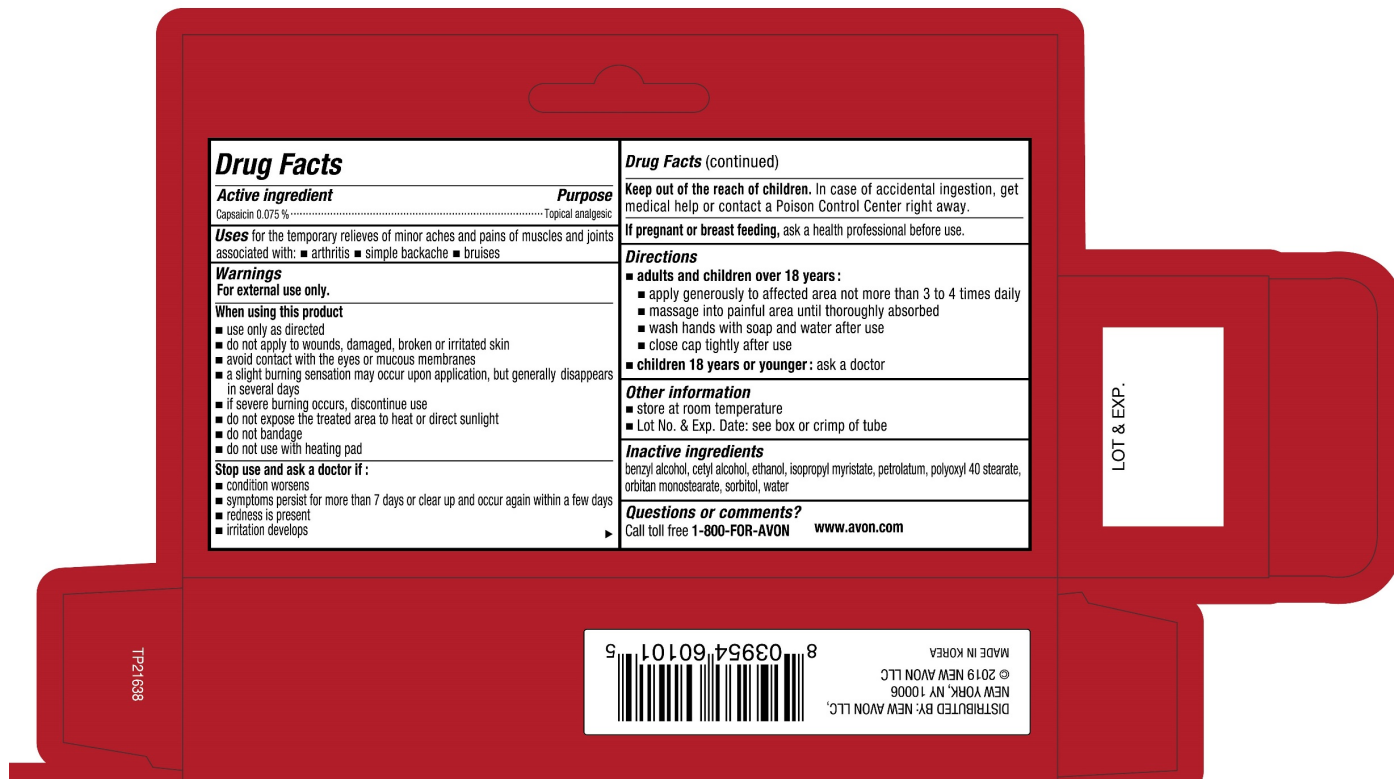 Drug Facts
Active ingredient Purpose
Capsaicin 0.075 % Topical analgesic
Uses for the temporary relieves of minor aches and pains of muscles and joints
associated with: ■ arthritis ■ simple backache ■ bruises
Warnings
For external use only.
When using this product
■ use only as directed
■ do not apply to wounds, damaged, broken or irritated skin
■ avoid contact with the eyes or mucous membranes
■ a slight burning sensation may occur upon application, but generally disappears
in several days
■ if severe burning occurs, discontinue use
■ do not expose the treated area to heat or direct sunlight
■ do not bandage
■ do not use with heating pad
Stop use and ask a doctor if :
■ condition worsens
■ symptoms persist for more than 7 days or clear up and occur again within a few days
■ redness is present
■ irritation develops
Drug Facts (continued)
Keep out of the reach of children. In case of accidental ingestion, get
medical help or contact a Poison Control Center right away.
If pregnant or breast feeding, ask a health professional before use.
Directions
■ adults and children over 18 years :
■ apply generously to affected area not more than 3 to 4 times daily
■ massage into painful area until thoroughly absorbed
■ wash hands with soap and water after use
■ close cap tightly after use
■ children 18 years or younger : ask a doctor
Other information
■ store at room temperature
■ Lot No. & Exp. Date: see box or crimp of tube
Inactive ingredients
benzyl alcohol, cetyl alcohol, ethanol, isopropyl myristate, petrolatum, polyoxyl 40 stearate,
orbitan monostearate, sorbitol, water
Questions or comments?
Call toll free 1-800-FOR-AVON www.avon.com
LOT & EXP.
TP21638
DISTRIBUTED BY: NEW AVON LLC,
NEW YORK, NY 10006
© 2019 NEW AVON LLC
MADE IN KOREA
8 03954 60101 5